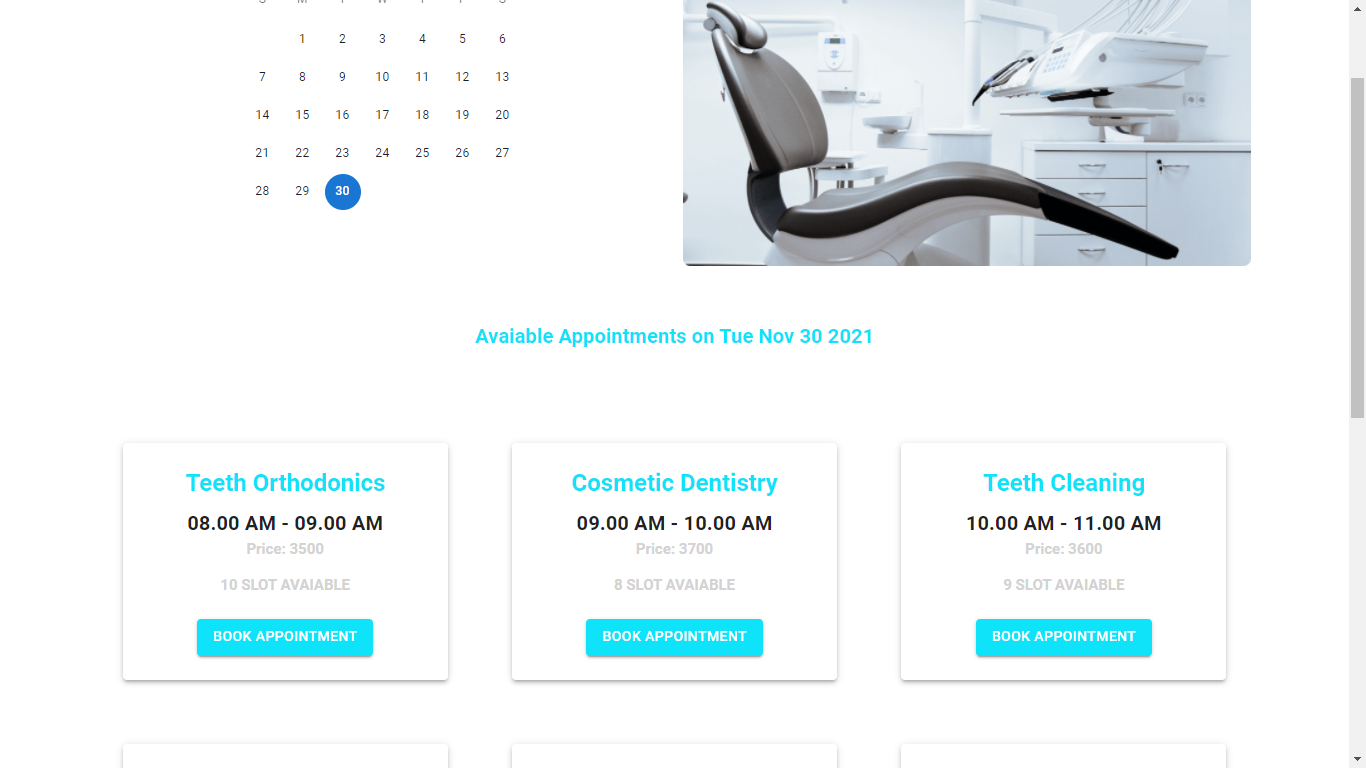 1 2 3 4 5 6
7 8 9 10 11 12 13
14 15 16 17 18 19 20
21 22 23 24 25 26 27
28 29 30
Avaiable Appointments on Tue Nov 30 2021
Teeth Orthodonics
08.00 AM - 09.00 AM
Price: 3500
10 SLOT AVAIABLE
BOOK APPOINTMENT
Cosmetic Dentistry
09.00 AM - 10.00 AM
Price: 3700
8 SLOT AVAIABLE
BOOK APPOINTMENT
Teeth Cleaning
10.00 AM - 11.00 AM
Price: 3600
9 SLOT AVAIABLE
BOOK APPOINTMENT